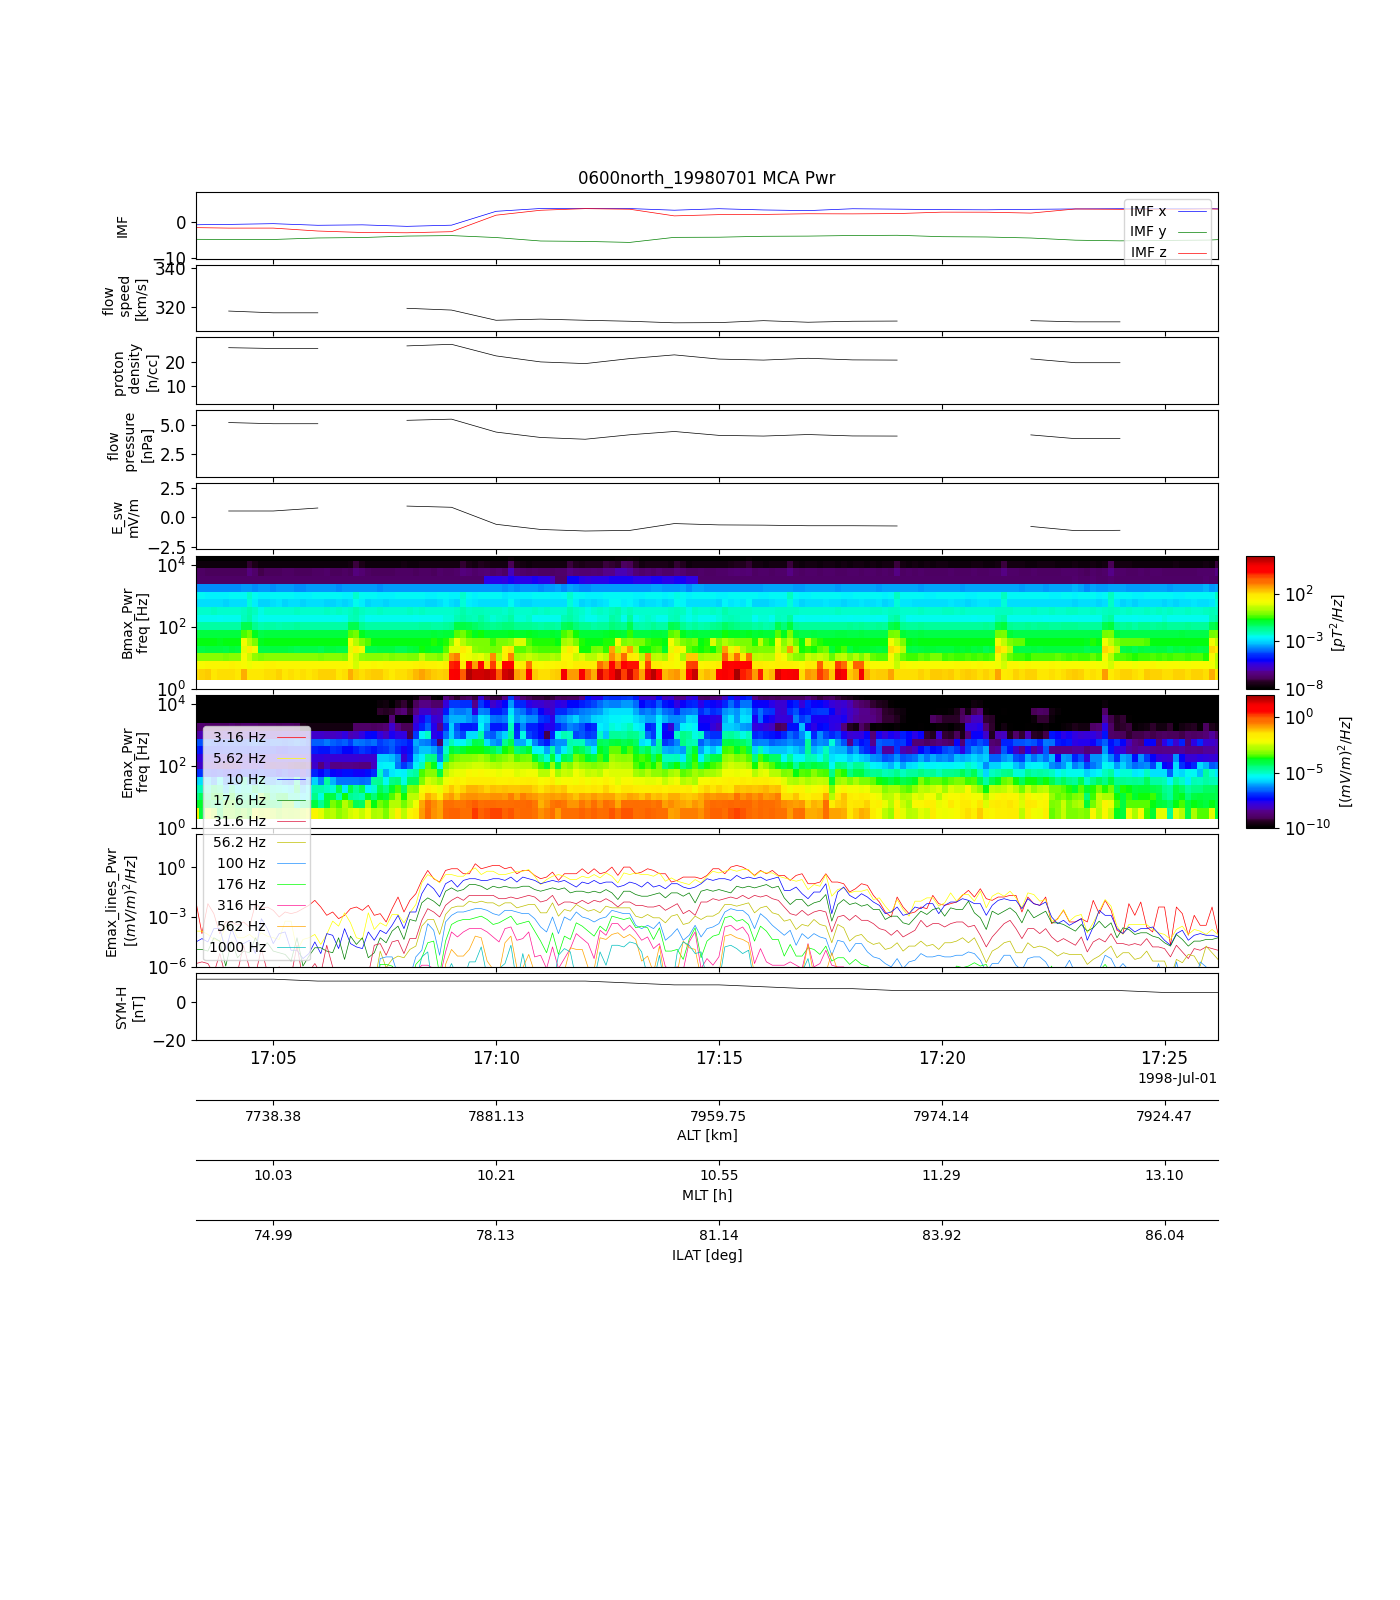 0600north_19980701 MCA Pwr
IMF
0
−10
IMF x
IMF y
IMF z
flow
speed
[km/s]
340
320
proton
density
[n/cc]
20
10
flow
pressure
[nPa]
5.0
2.5
E_sw
mV/m
2.5
0.0
−2.5
Bmax_Pwr
freq [Hz]
10^4
10^2
10^0
10^2
10^−3
10^−8
[pT^2/Hz]
Emax_Pwr
freq [Hz]
10^4
10^2
10^0
10^0
10^−5
10^−10
[(mV/m)^2/Hz]
3.16 Hz
5.62 Hz
10 Hz
17.6 Hz
31.6 Hz
56.2 Hz
100 Hz
176 Hz
316 Hz
562 Hz
1000 Hz
Emax_lines_Pwr
[(mV/m)^2/Hz]
10^0
10^−3
10^−6
SYM-H
[nT]
0
−20
17:05 17:10 17:15 17:20 17:25
1998-Jul-01
7738.38 7881.13 7959.75 7974.14 7924.47
ALT [km]
10.03 10.21 10.55 11.29 13.10
MLT [h]
74.99 78.13 81.14 83.92 86.04
ILAT [deg]